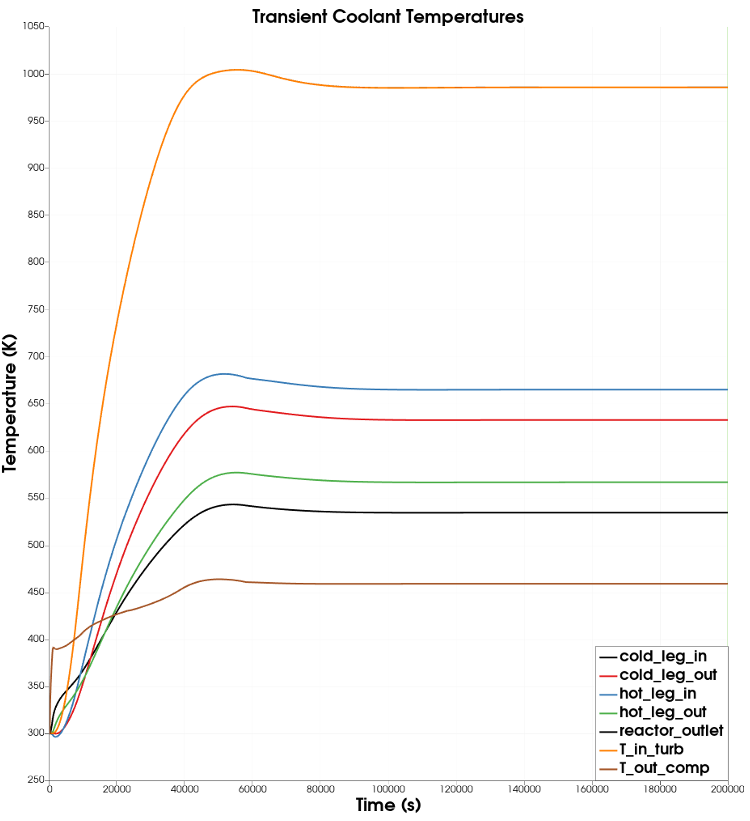 Transient Coolant Temperatures
1050
1000
950
900
850
800
750
700
650
600
550
500
450
400
350
300
250
Temperature (K)
0 20000 40000 60000 80000 100000 120000 140000 160000 180000 200000
Time (s)
cold_leg_in
cold_leg_out
hot_leg_in
hot_leg_out
reactor_outlet
T_in_turb
T_out_comp